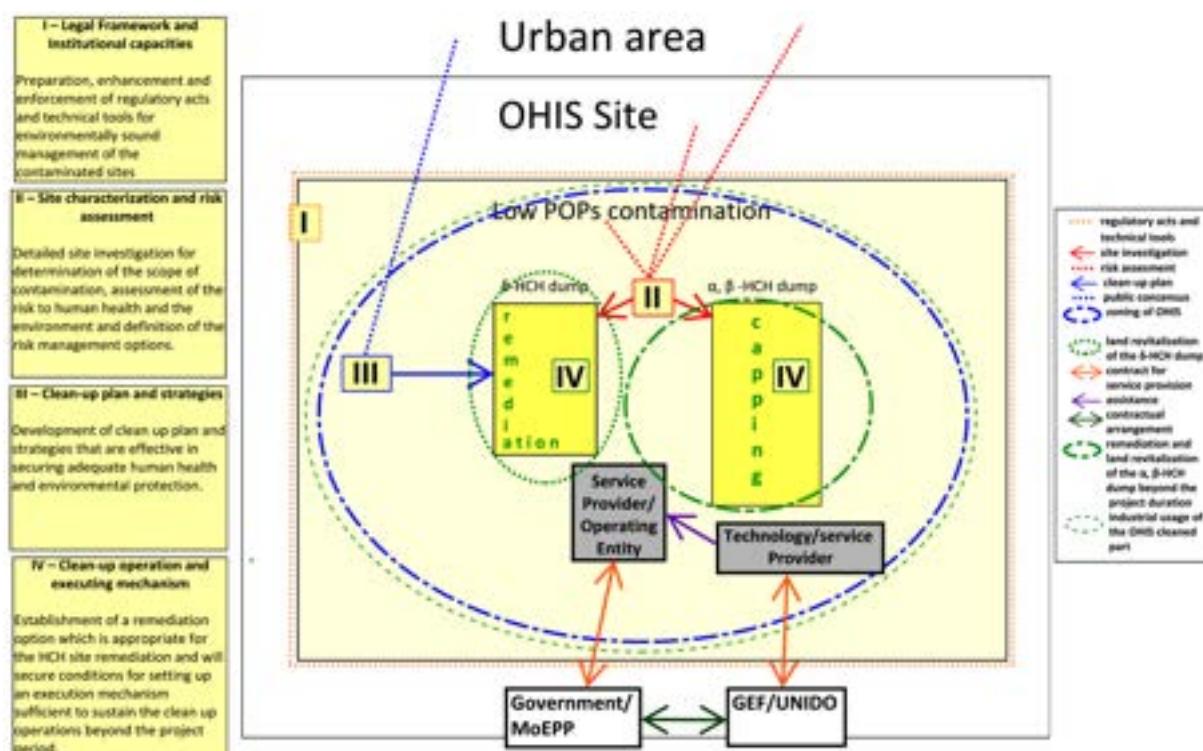 I – Legal Framework and
Institutional capacities
Preparation, enhancement and
enforcement of regulatory acts
and technical tools for
environmentally sound
management of the
contaminated sites
II – Site characterization and risk
assessment
Detailed site investigation for
determination of the scope of
contamination, assessment of the
risk to human health and the
environment and definition of the
risk management options.
III – Clean-up plan and strategies
Development of clean up plan and
strategies that are effective in
securing adequate human health
and environmental protection.
IV – Clean-up operation and
executing mechanism
Establishment of a remediation
option which is appropriate for
the HCH site remediation and will
secure conditions for setting up
an execution mechanism
sufficient to sustain the clean up
operations beyond the project
period.
Urban area
OHIS Site
Low POPs contamination
I
δ-HCH dump
II
α, β -HCH dump
III
remediation
IV
capping
IV
Service
Provider/
Operating
Entity
Technology/service
Provider
Government/
MoEPP
GEF/UNIDO
regulatory acts and
technical tools
site investigation
risk assesment
clean-up plan
public consensus
zoning of OHIS
land revitalisation
of the δ-HCH dump
contract for
service provision
assistance
contractual
arrangement
remediation and
land revitalisation
of the α, β-HCH
dump beyond the
project duration
industrial usage of
the OHIS cleaned
part